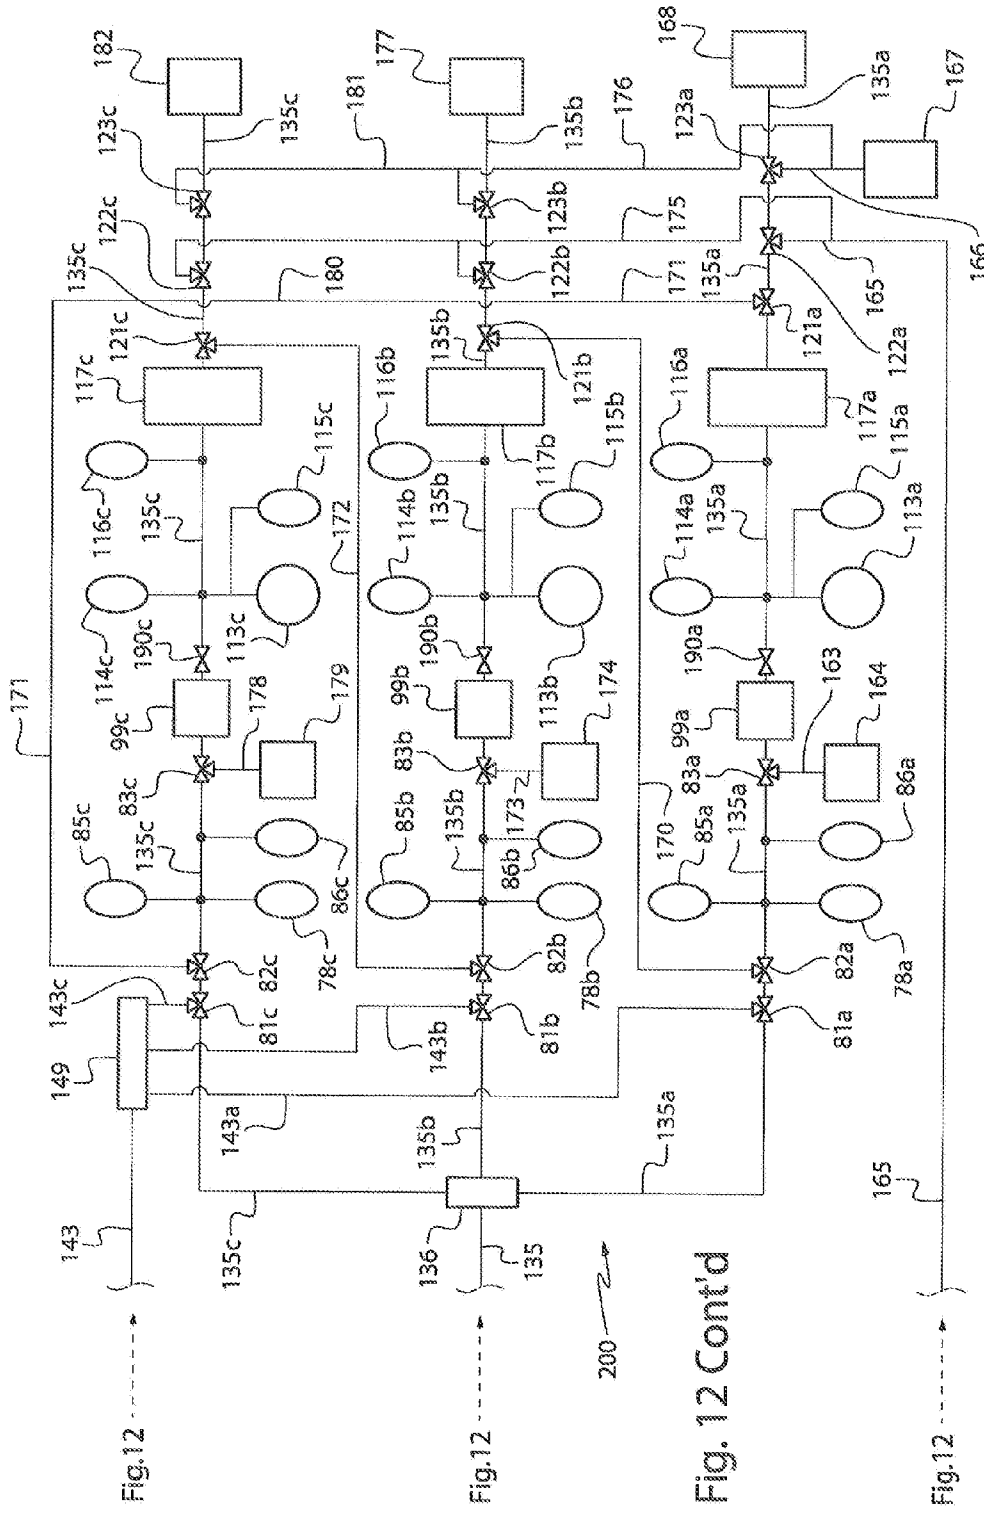 182
123c
135c
122c
135c
121c
117c
116c
135c
115c
114c
190c
113c
171
99c
178
179
83c
85c
135c
86c
78c
82c
143c
81c
149
143
143a
135c
181
180
172
177
135b
123b
122b
135b
121b
116b
117b
115b
114b
135b
190b
113b
99b
174
83b
173
85b
135b
86b
82b
78b
143b
81b
135b
136
135
176
175
171
170
168
135a
123a
167
166
135a
165
121a
122a
116a
117a
115a
114a
135a
113a
190a
163
99a
164
83a
86a
85a
135a
82a
78a
81a
135a
165
200
Fig. 12 Cont'd
Fig.12
Fig.12
Fig.12